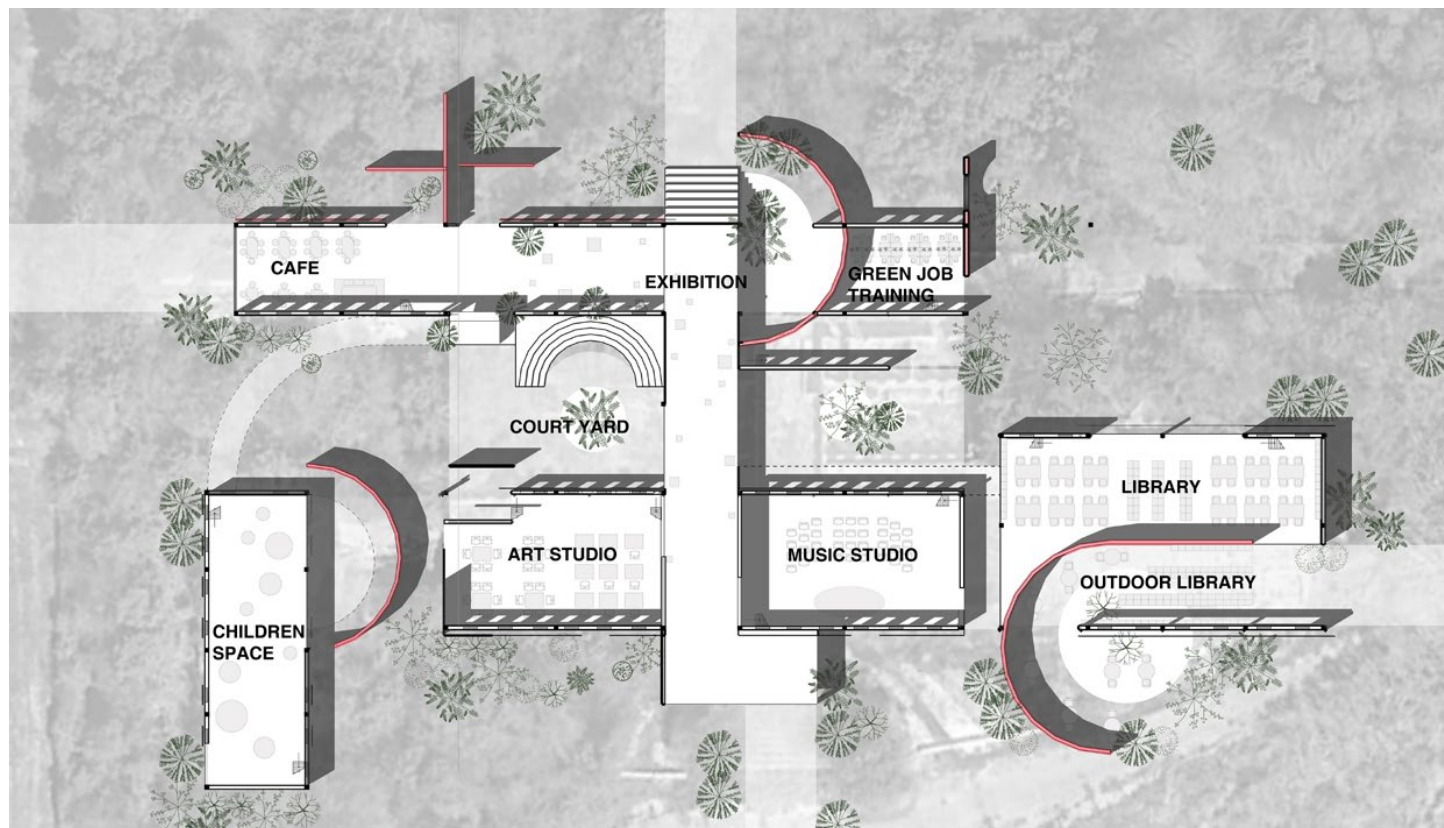 CAFE
EXHIBITION
GREEN JOB
TRAINING
COURT YARD
LIBRARY
ART STUDIO
MUSIC STUDIO
OUTDOOR LIBRARY
CHILDREN
SPACE